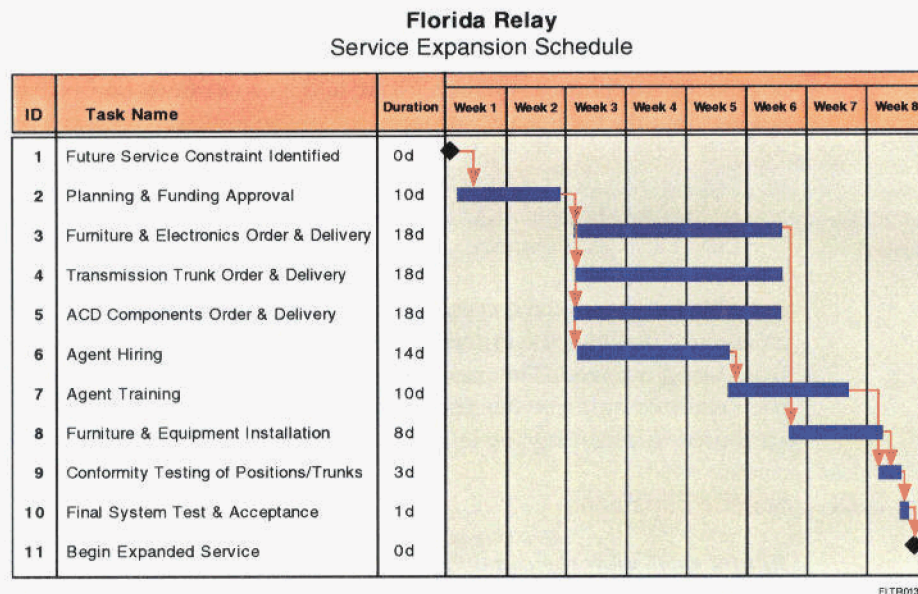 Florida Relay
Service Expansion Schedule
ID Task Name Duration Week 1 Week 2 Week 3 Week 4 Week 5 Week 6 Week 7 Week 8
1 Future Service Constraint Identified 0d
2 Planning & Funding Approval 10d
3 Furniture & Electronics Order & Delivery 18d
4 Transmission Trunk Order & Delivery 18d
5 ACD Components Order & Delivery 18d
6 Agent Hiring 14d
7 Agent Training 10d
8 Furniture & Equipment Installation 8d
9 Conformity Testing of Positions/Trunks 3d
10 Final System Test & Acceptance 1d
11 Begin Expanded Service 0d
FLTR013